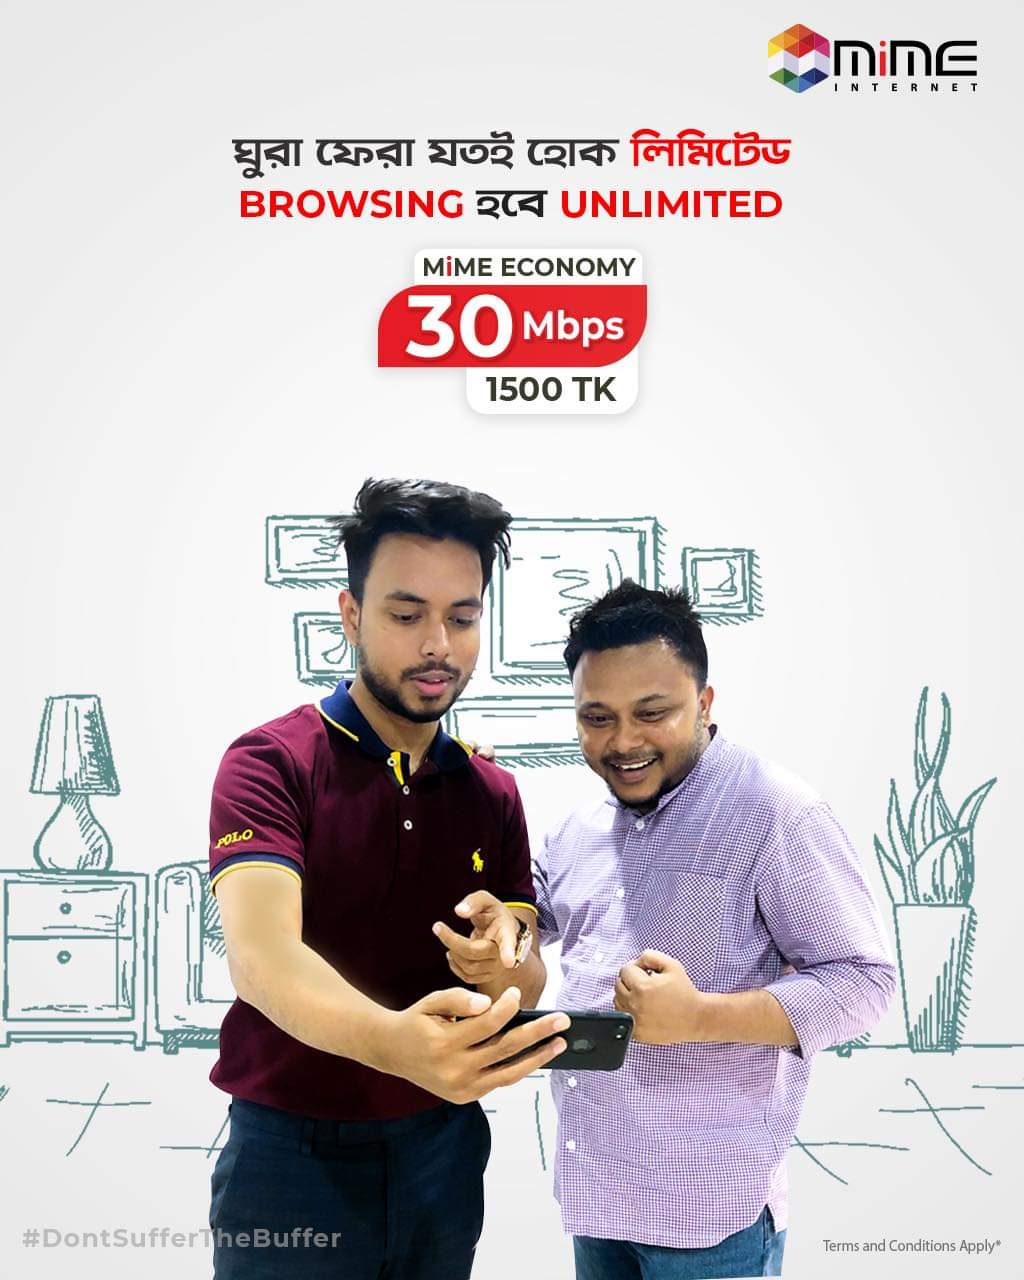 MiME
INTERNET
ঘুরা ফেরা যতই হোক লিমিটেড
BROWSING হবে UNLIMITED
MiME ECONOMY
30 Mbps
1500 TK
POLO
#DontSufferTheBuffer
Terms and Conditions Apply*